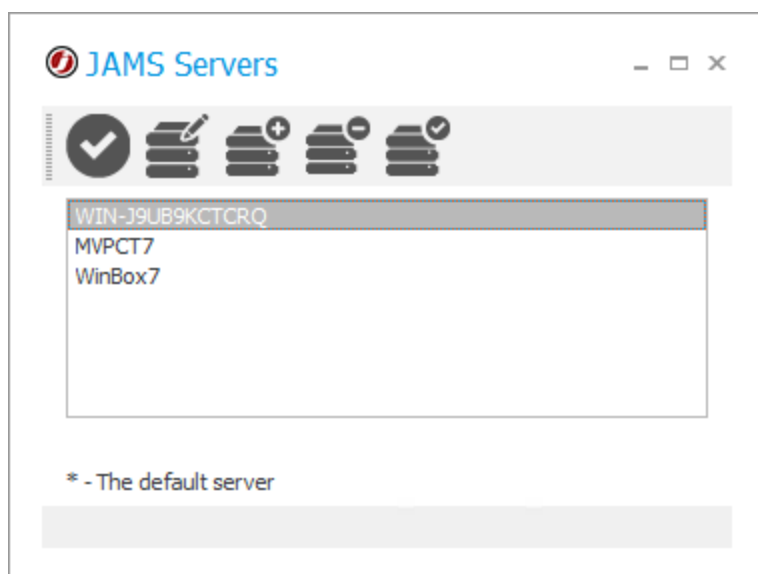 JAMS Servers
WIN-J9UB9KCTCRQ
MVPCT7
WinBox7
* - The default server